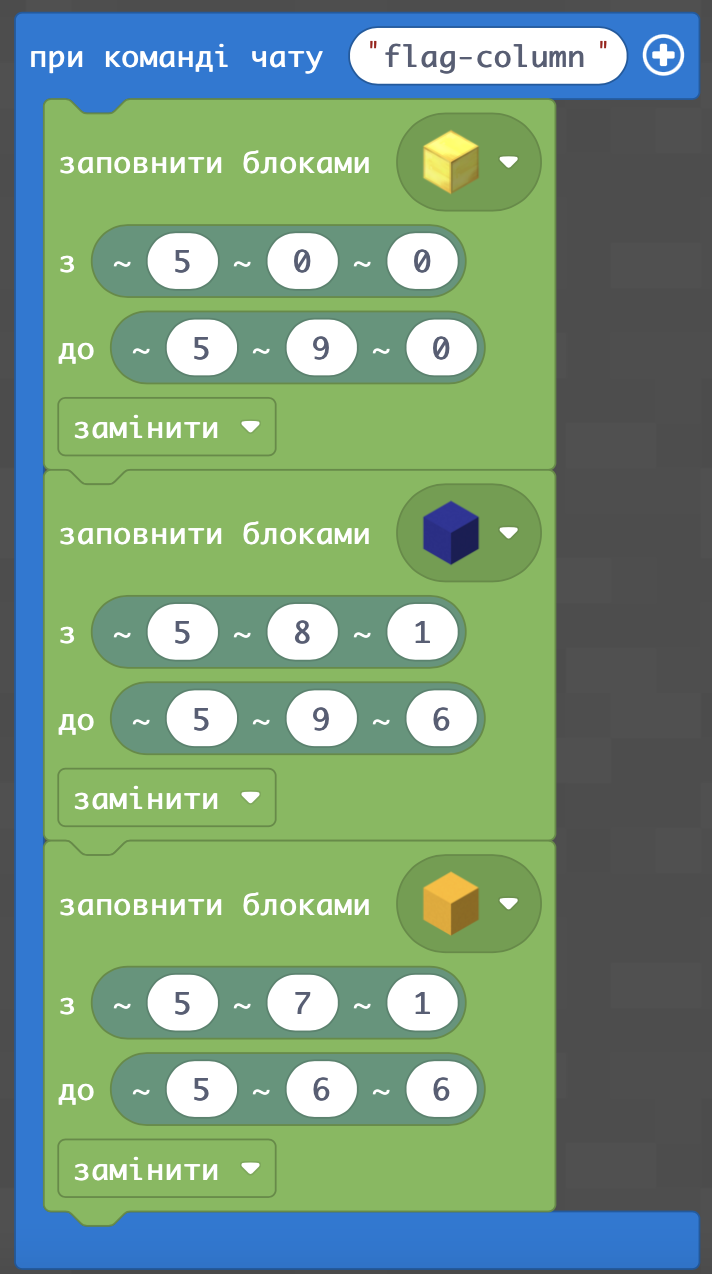 при команді чату "flag-column"
заповнити блоками
з ~ 5 ~ 0 ~ 0
до ~ 5 ~ 9 ~ 0
замінити
заповнити блоками
з ~ 5 ~ 8 ~ 1
до ~ 5 ~ 9 ~ 6
замінити
заповнити блоками
з ~ 5 ~ 7 ~ 1
до ~ 5 ~ 6 ~ 6
замінити